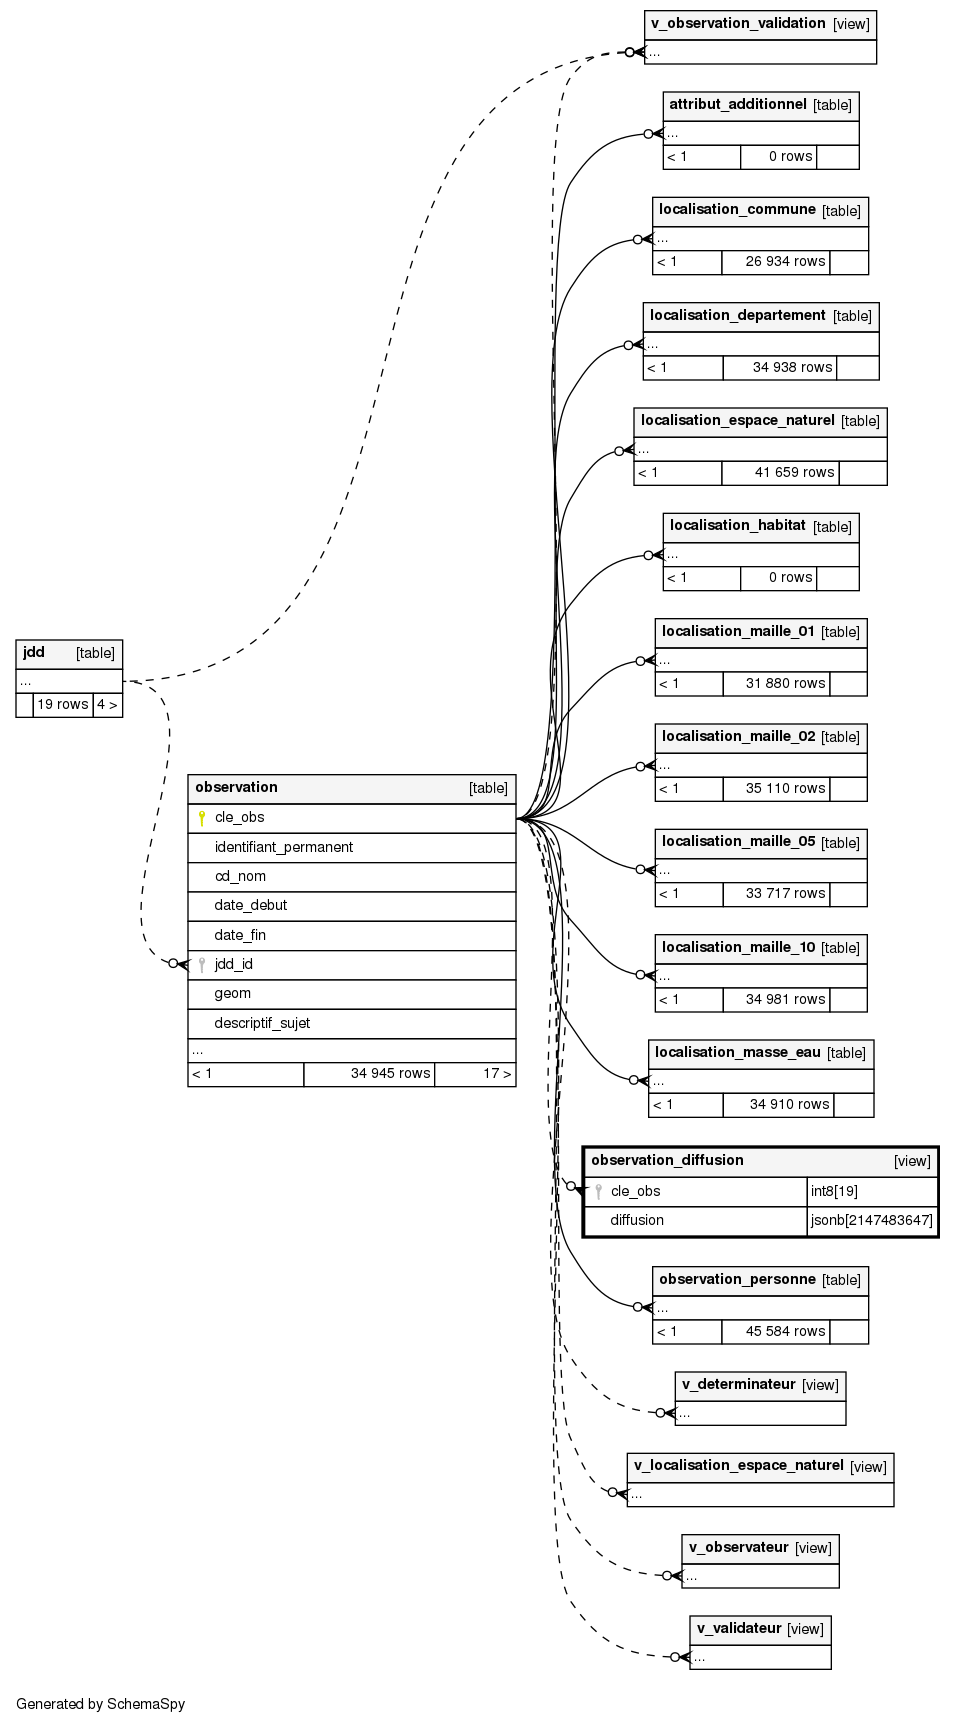 v_observation_validation [view]
...
attribut_additionnel [table]
...
< 1 0 rows
localisation_commune [table]
...
< 1 26 934 rows
localisation_departement [table]
...
< 1 34 938 rows
localisation_espace_naturel [table]
...
< 1 41 659 rows
localisation_habitat [table]
...
< 1 0 rows
localisation_maille_01 [table]
...
< 1 31 880 rows
jdd [table]
...
19 rows 4 >
localisation_maille_02 [table]
...
< 1 35 110 rows
observation [table]
cle_obs
identifiant_permanent
cd_nom
date_debut
date_fin
jdd_id
geom
descriptif_sujet
...
< 1 34 945 rows 17 >
localisation_maille_05 [table]
...
< 1 33 717 rows
localisation_maille_10 [table]
...
< 1 34 981 rows
localisation_masse_eau [table]
...
< 1 34 910 rows
observation_diffusion [view]
cle_obs int8[19]
diffusion jsonb[2147483647]
observation_personne [table]
...
< 1 45 584 rows
v_determinateur [view]
...
v_localisation_espace_naturel [view]
...
v_observateur [view]
...
v_validateur [view]
...
Generated by SchemaSpy